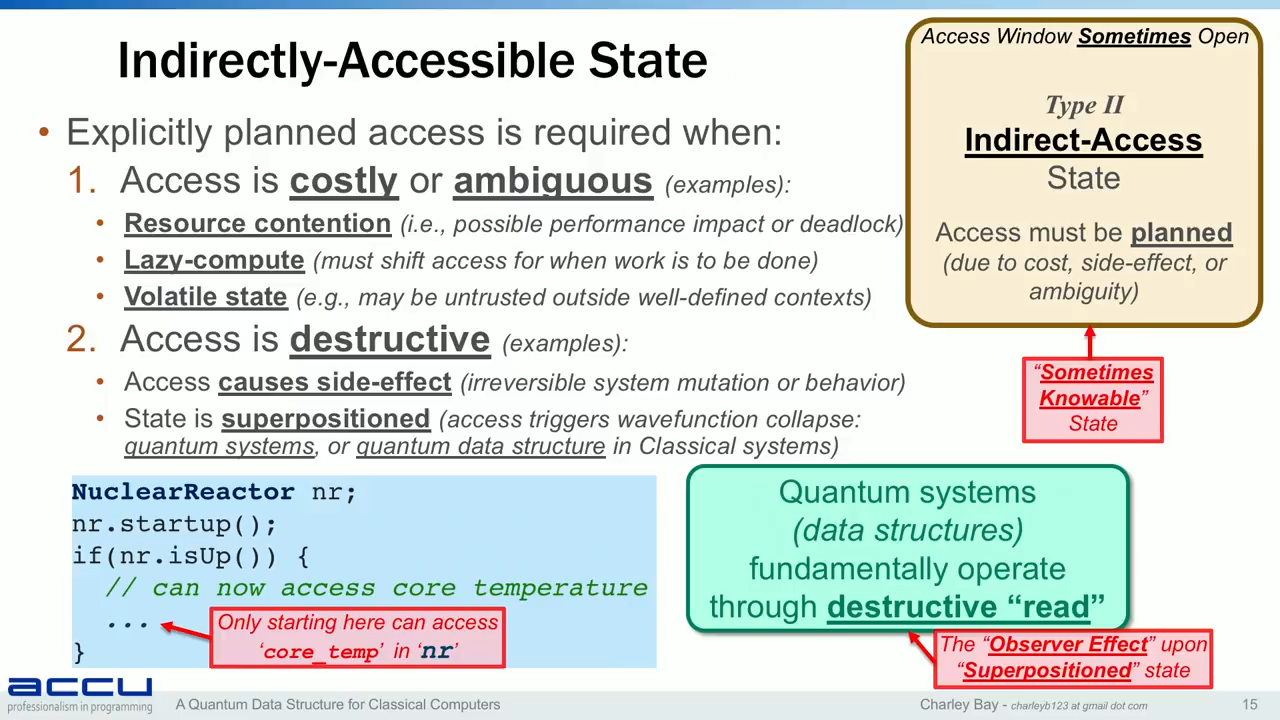 Indirectly-Accessible State
• Explicitly planned access is required when:
1. Access is costly or ambiguous (examples):
• Resource contention (i.e., possible performance impact or deadlock)
• Lazy-compute (must shift access for when work is to be done)
• Volatile state (e.g., may be untrusted outside well-defined contexts)
2. Access is destructive (examples):
• Access causes side-effect (irreversible system mutation or behavior)
• State is superpositioned (access triggers wavefunction collapse:
quantum systems, or quantum data structure in Classical systems)
Access Window Sometimes Open
Type II
Indirect-Access
State
Access must be planned
(due to cost, side-effect, or
ambiguity)
“Sometimes
Knowable”
State
NuclearReactor nr;
nr.startup();
if(nr.isUp()) {
// can now access core temperature
...
}
Only starting here can access
‘core_temp’ in ‘nr’
Quantum systems
(data structures)
fundamentally operate
through destructive “read”
The “Observer Effect” upon
“Superpositioned” state
accu
professionalism in programming
A Quantum Data Structure for Classical Computers
Charley Bay - charleyb123 at gmail dot com
15